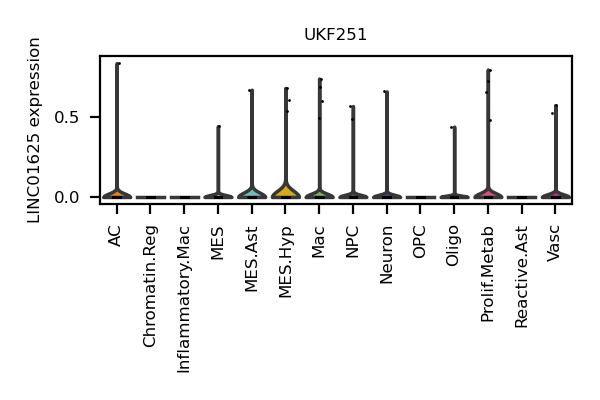 UKF251
LINC01625 expression
0.5
0.0
AC
Chromatin.Reg
Inflammatory.Mac
MES
MES.Ast
MES.Hyp
Mac
NPC
Neuron
OPC
Oligo
Prolif.Metab
Reactive.Ast
Vasc